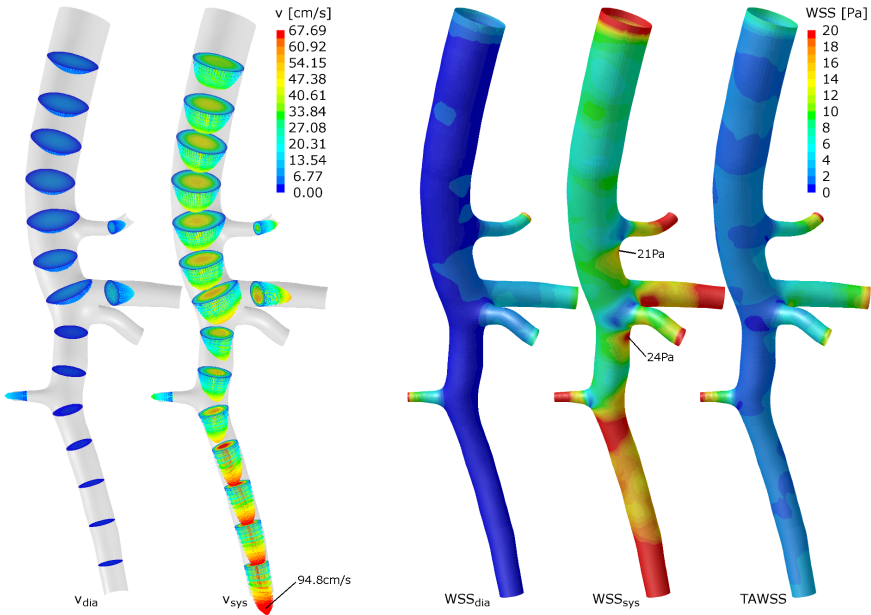 v [cm/s]
67.69
60.92
54.15
47.38
40.61
33.84
27.08
20.31
13.54
6.77
0.00
WSS [Pa]
20
18
16
14
12
10
8
6
4
2
0
21Pa
24Pa
94.8cm/s
vdia
vsys
WSSdia
WSSsys
TAWSS